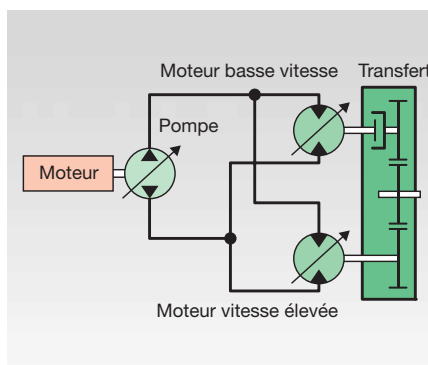 Moteur basse vitesse
Transfert
Pompe
Moteur
Moteur vitesse élevée